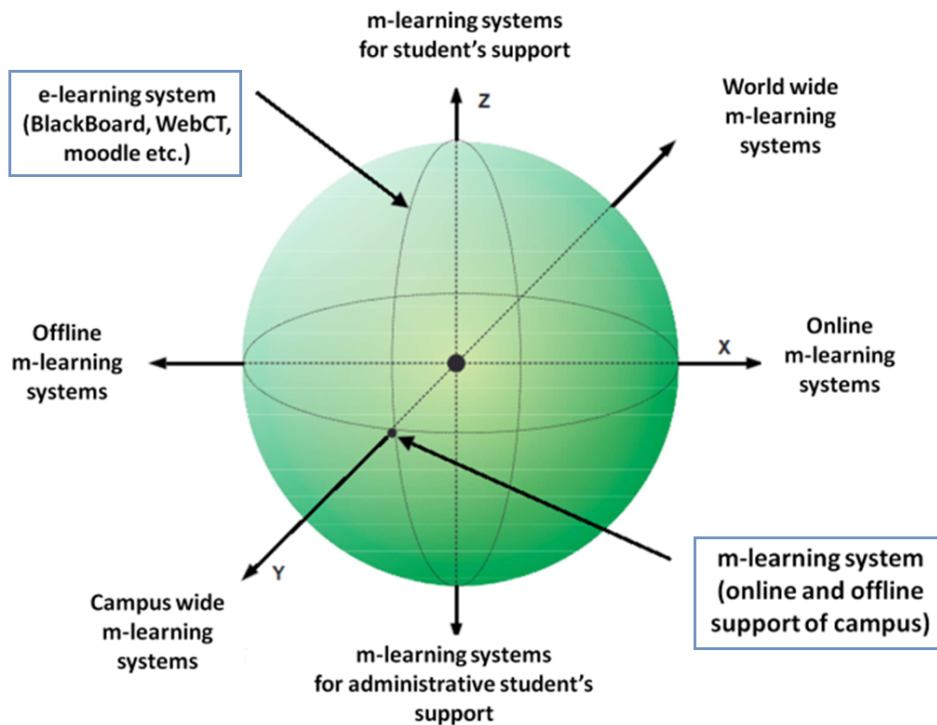 m-learning systems
for student's support
e-learning system
(BlackBoard, WebCT,
moodle etc.)
Z
World wide
m-learning
systems
Offline
m-learning
systems
X
Online
m-learning
systems
Y
Campus wide
m-learning
systems
m-learning system
(online and offline
support of campus)
m-learning systems
for administrative student's
support